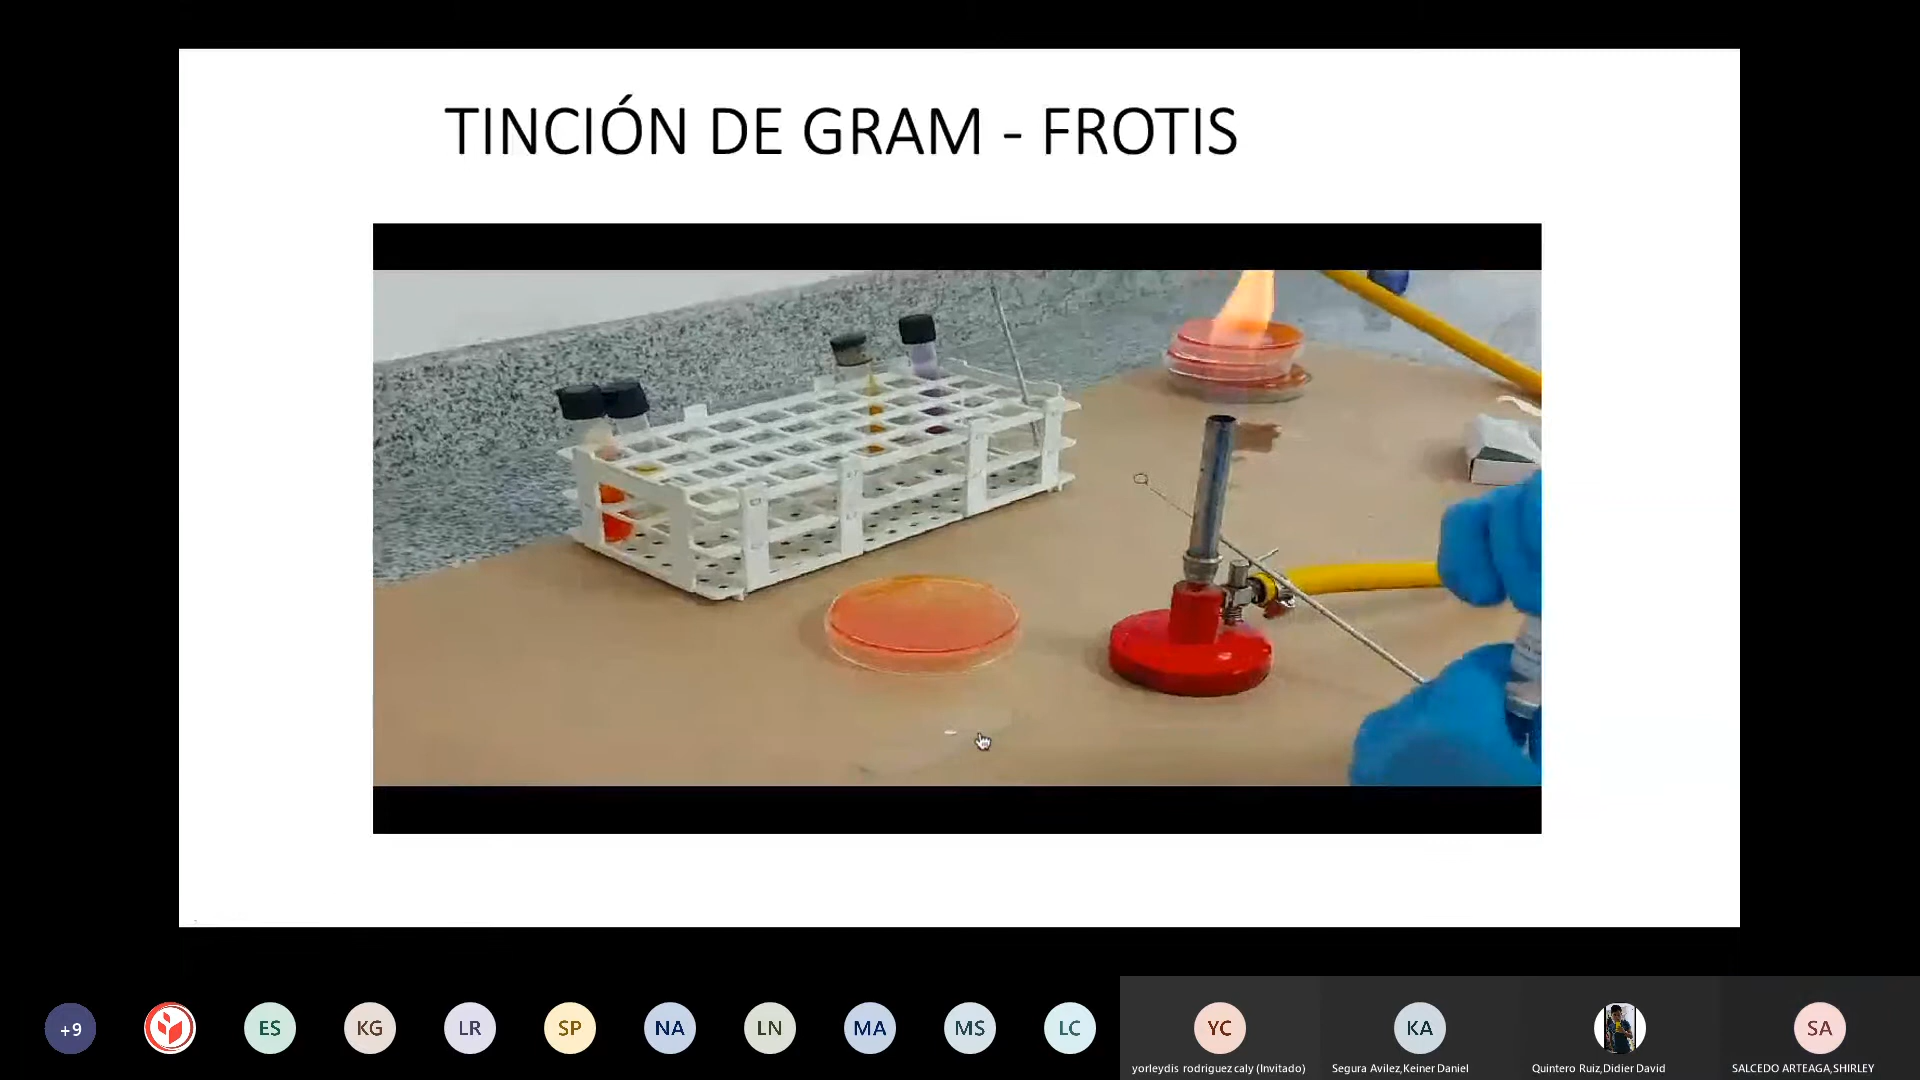 TINCIÓN DE GRAM - FROTIS
+9
ES
KG
LR
SP
NA
LN
MA
MS
LC
YC
KA
SA
yorleydis rodriguez caly (Invitado)
Segura Avilez,Keiner Daniel
Quintero Ruiz,Didier David
SALCEDO ARTEAGA,SHIRLEY